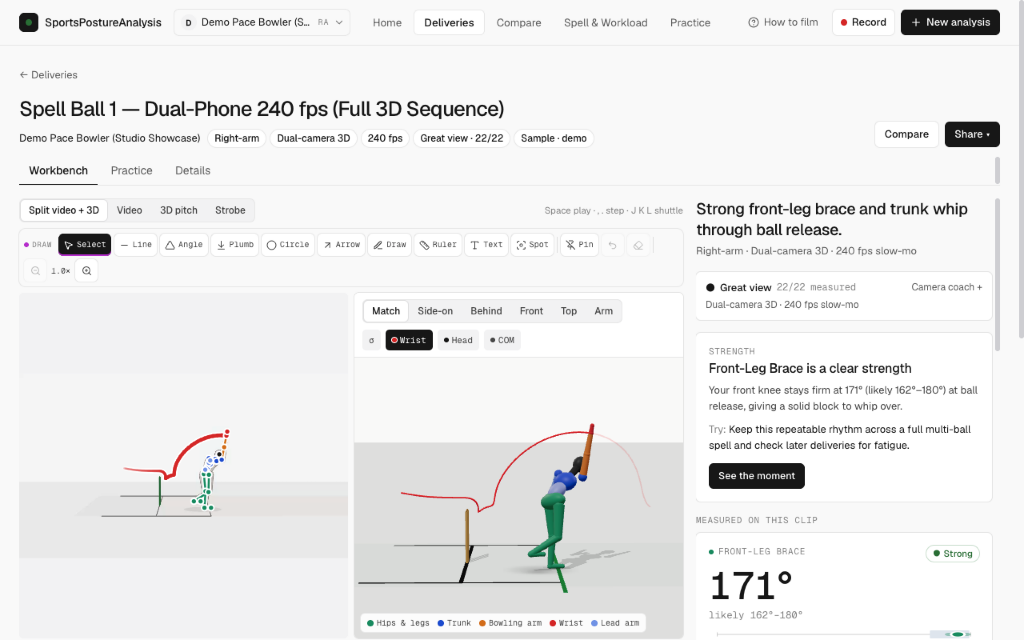 SportsPostureAnalysis
D Demo Pace Bowler (S... RA
Home Deliveries Compare Spell & Workload Practice
How to film Record + New analysis
← Deliveries
Spell Ball 1 — Dual-Phone 240 fps (Full 3D Sequence)
Demo Pace Bowler (Studio Showcase) Right-arm Dual-camera 3D 240 fps Great view · 22/22 Sample · demo
Compare Share
Workbench Practice Details
Split video + 3D Video 3D pitch Strobe
Space play · , . step · J K L shuttle
DRAW Select Line Angle Plumb Circle Arrow Draw Ruler Text Spot Pin
1.0×
Match Side-on Behind Front Top Arm
σ Wrist Head COM
Hips & legs Trunk Bowling arm Wrist Lead arm
Strong front-leg brace and trunk whip
through ball release.
Right-arm · Dual-camera 3D · 240 fps slow-mo
Great view 22/22 measured Camera coach +
Dual-camera 3D · 240 fps slow-mo
STRENGTH
Front-Leg Brace is a clear strength
Your front knee stays firm at 171° (likely 162°–180°) at ball
release, giving a solid block to whip over.
Try: Keep this repeatable rhythm across a full multi-ball
spell and check later deliveries for fatigue.
See the moment
MEASURED ON THIS CLIP
FRONT-LEG BRACE Strong
171°
likely 162°–180°